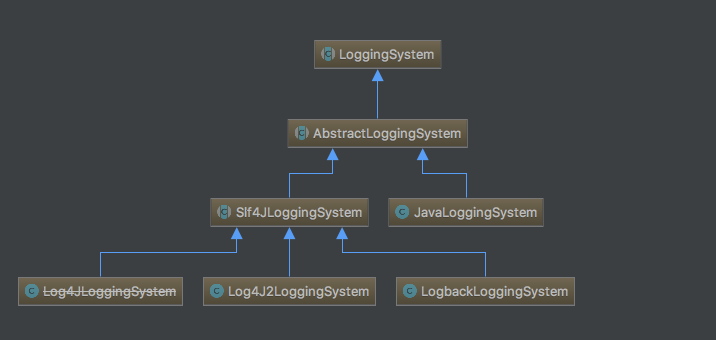 LoggingSystem
AbstractLoggingSystem
Slf4JLoggingSystem
JavaLoggingSystem
Log4JLoggingSystem
Log4J2LoggingSystem
LogbackLoggingSystem